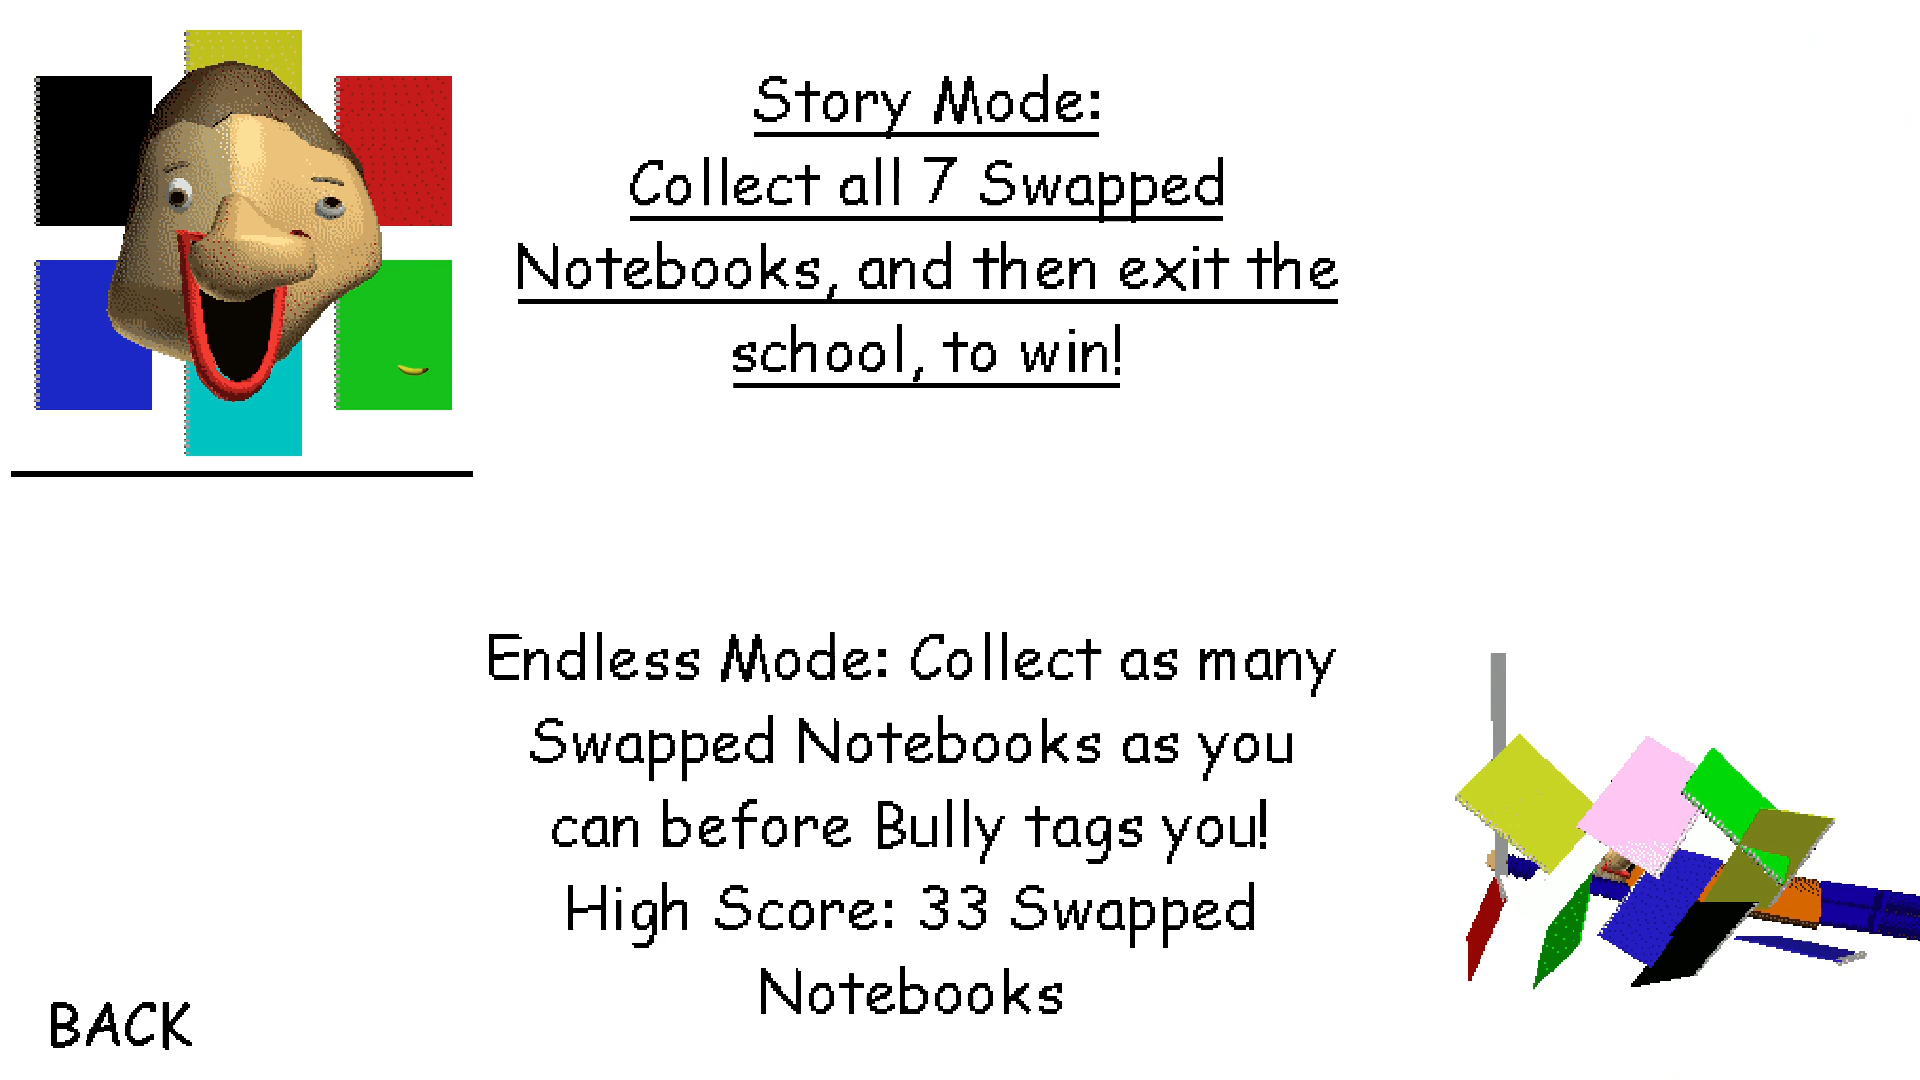 Story Mode:
Collect all 7 Swapped
Notebooks, and then exit the
school, to win!
Endless Mode: Collect as many
Swapped Notebooks as you
can before Bully tags you!
High Score: 33 Swapped
Notebooks
BACK